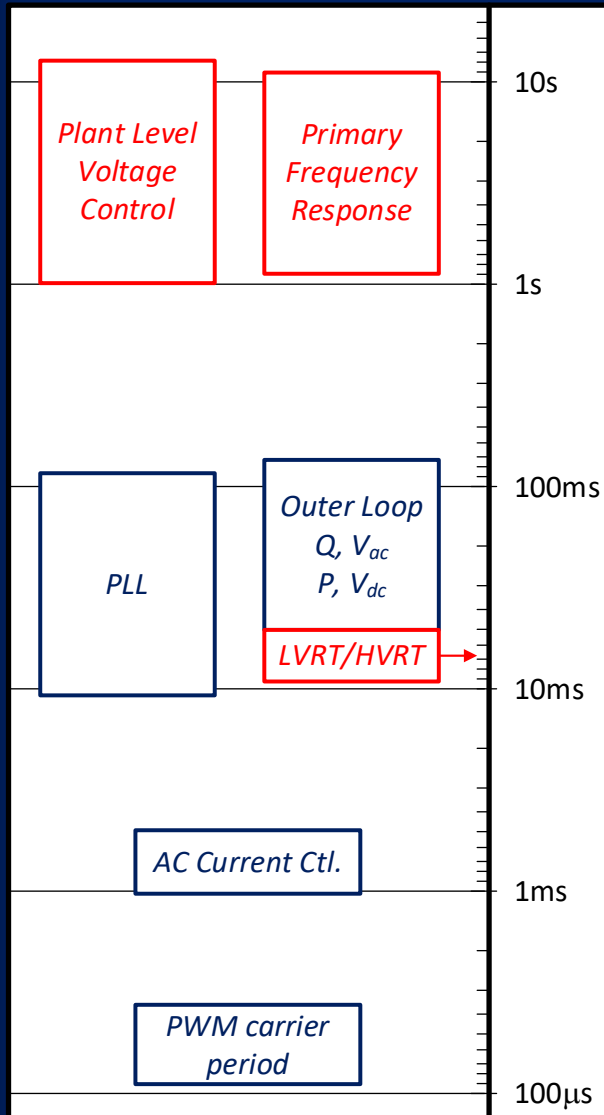 10s
Plant Level
Voltage
Control
Primary
Frequency
Response
1s
100ms
Outer Loop
Q, Vac
P, Vdc
PLL
LVRT/HVRT
10ms
AC Current Ctl.
1ms
PWM carrier
period
100μs